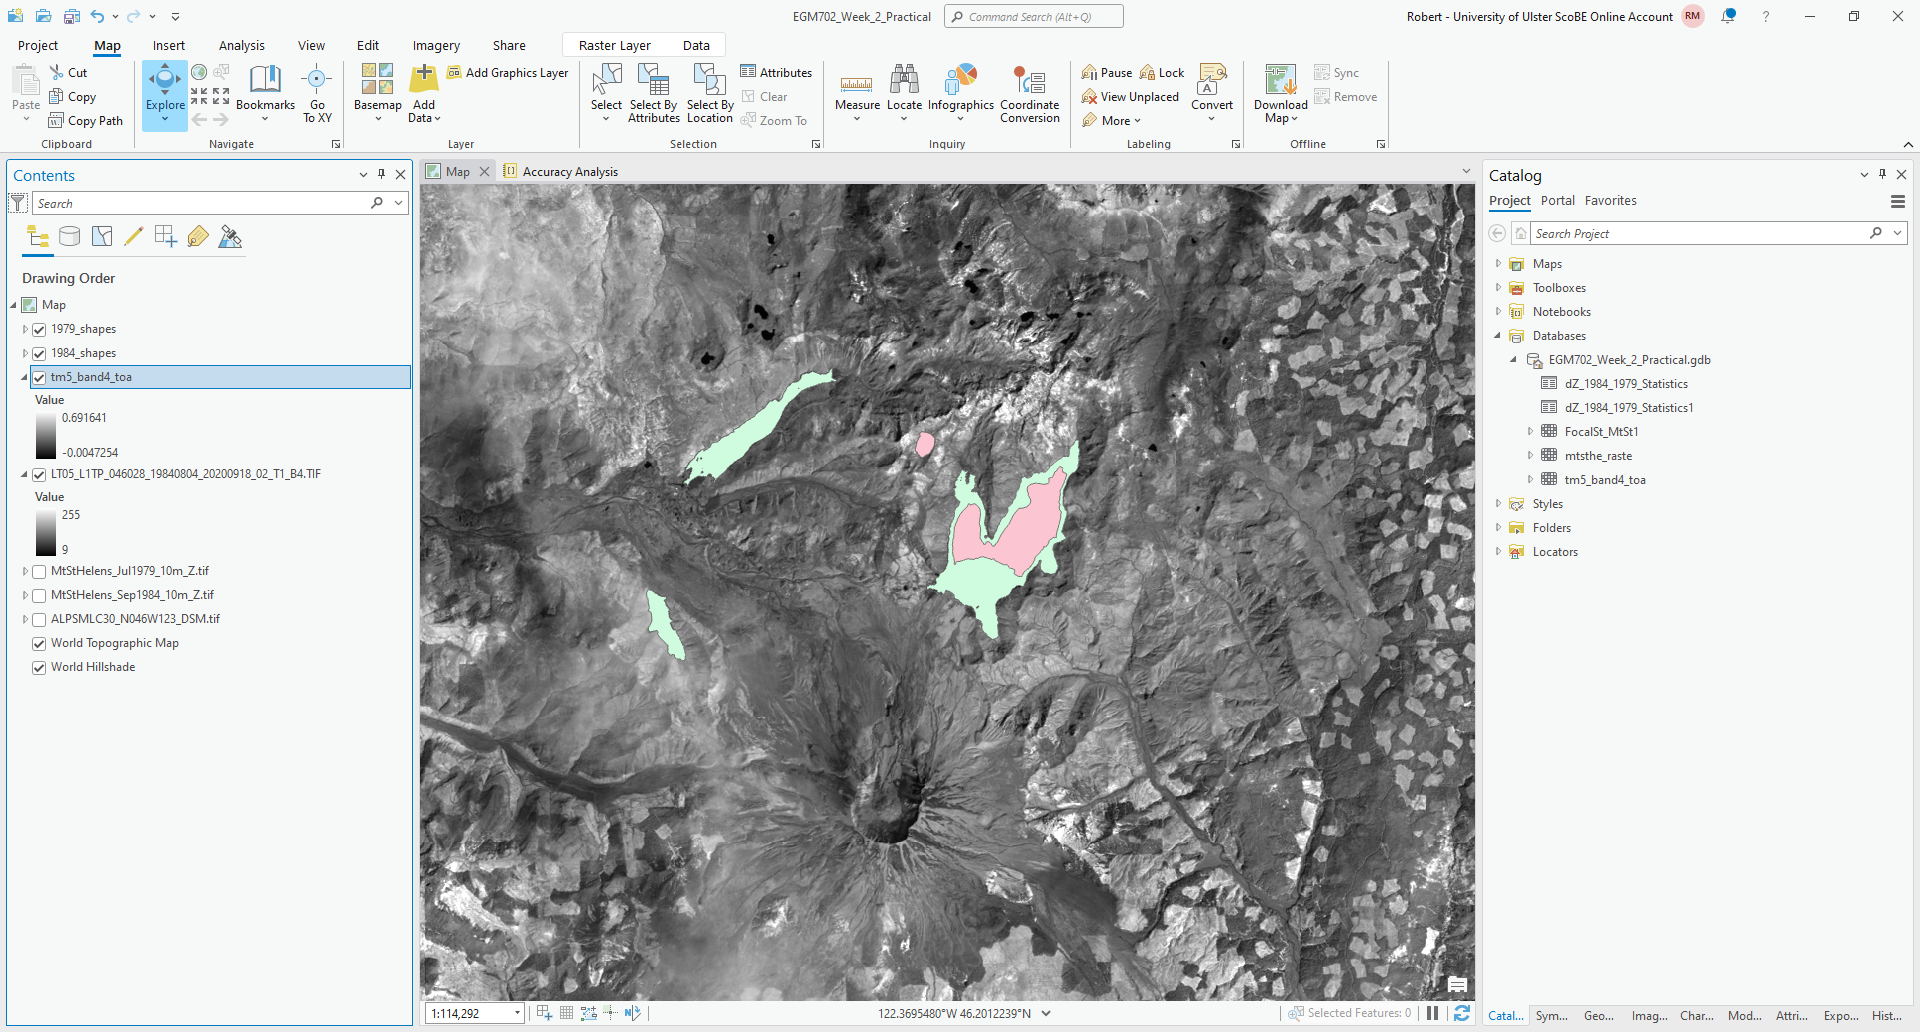 EGM702_Week_2_Practical
Command Search (Alt+Q)
Robert - University of Ulster ScoBE Online Account
RM
?
Project
Map
Insert
Analysis
View
Edit
Imagery
Share
Raster Layer
Data
Paste
Cut
Copy
Copy Path
Clipboard
Explore
Bookmarks
Go
To XY
Navigate
Basemap
Add
Data
Add Graphics Layer
Layer
Select
Select By
Attributes
Select By
Location
Attributes
Clear
Zoom To
Selection
Measure
Locate
Infographics
Coordinate
Conversion
Inquiry
Pause
Lock
View Unplaced
More
Convert
Labeling
Download
Map
Sync
Remove
Offline
Contents
Search
Drawing Order
Map
1979_shapes
1984_shapes
tm5_band4_toa
Value
0.691641
-0.0047254
LT05_L1TP_046028_19840804_20200918_02_T1_B4.TIF
Value
255
9
MtStHelens_Jul1979_10m_Z.tif
MtStHelens_Sep1984_10m_Z.tif
ALPSMLC30_N046W123_DSM.tif
World Topographic Map
World Hillshade
Map
Accuracy Analysis
1:114,292
122.3695480°W 46.2012239°N
Selected Features: 0
Catalog
Project
Portal
Favorites
Search Project
Maps
Toolboxes
Notebooks
Databases
EGM702_Week_2_Practical.gdb
dZ_1984_1979_Statistics
dZ_1984_1979_Statistics1
FocalSt_MtSt1
mtsthe_raste
tm5_band4_toa
Styles
Folders
Locators
Catal...
Sym...
Geo...
Imag...
Char...
Mod...
Attri...
Expo...
Hist...